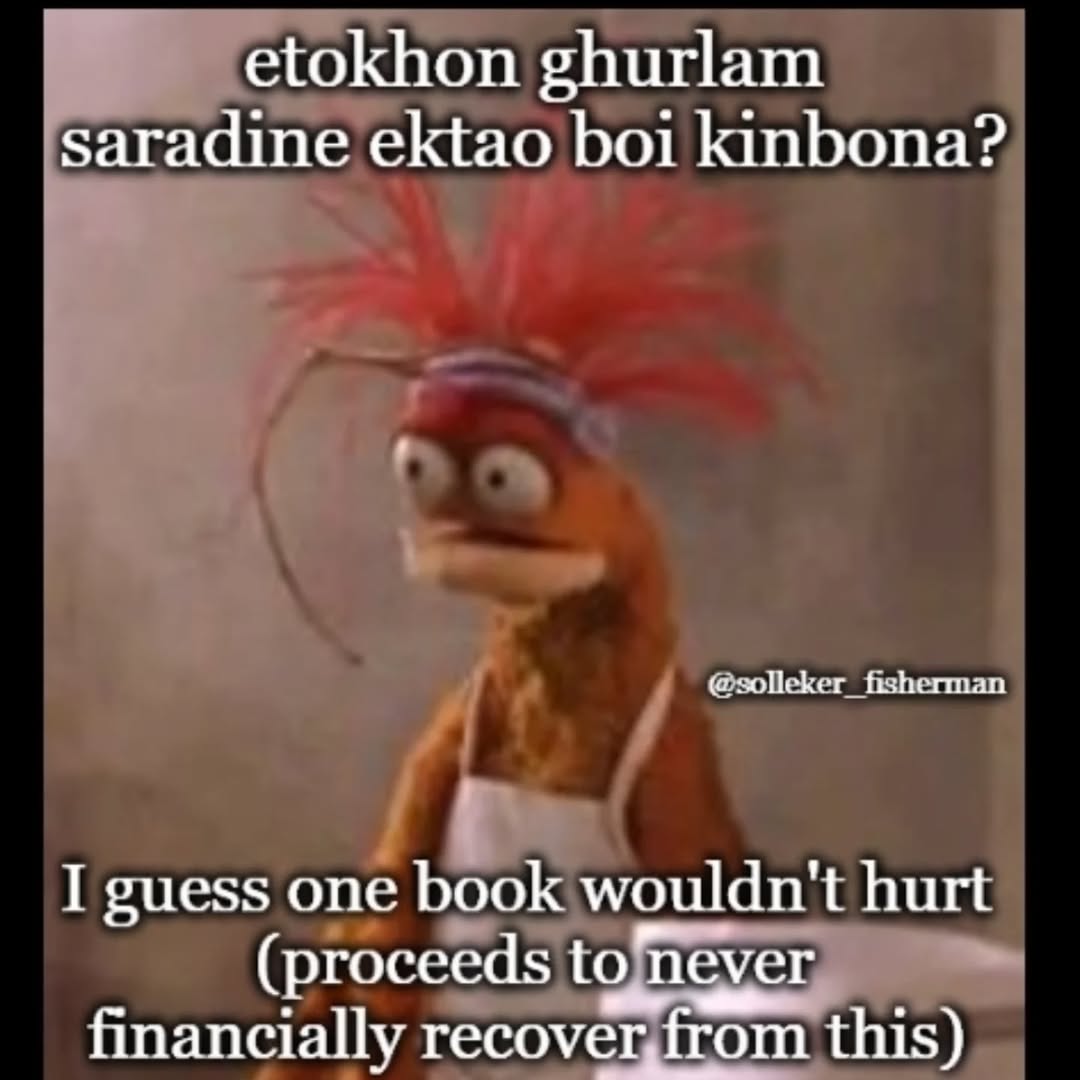 etokhon ghurlam
saradine ektao boi kinbona?
@solleker_fisherman
I guess one book wouldn't hurt
(proceeds to never
financially recover from this)